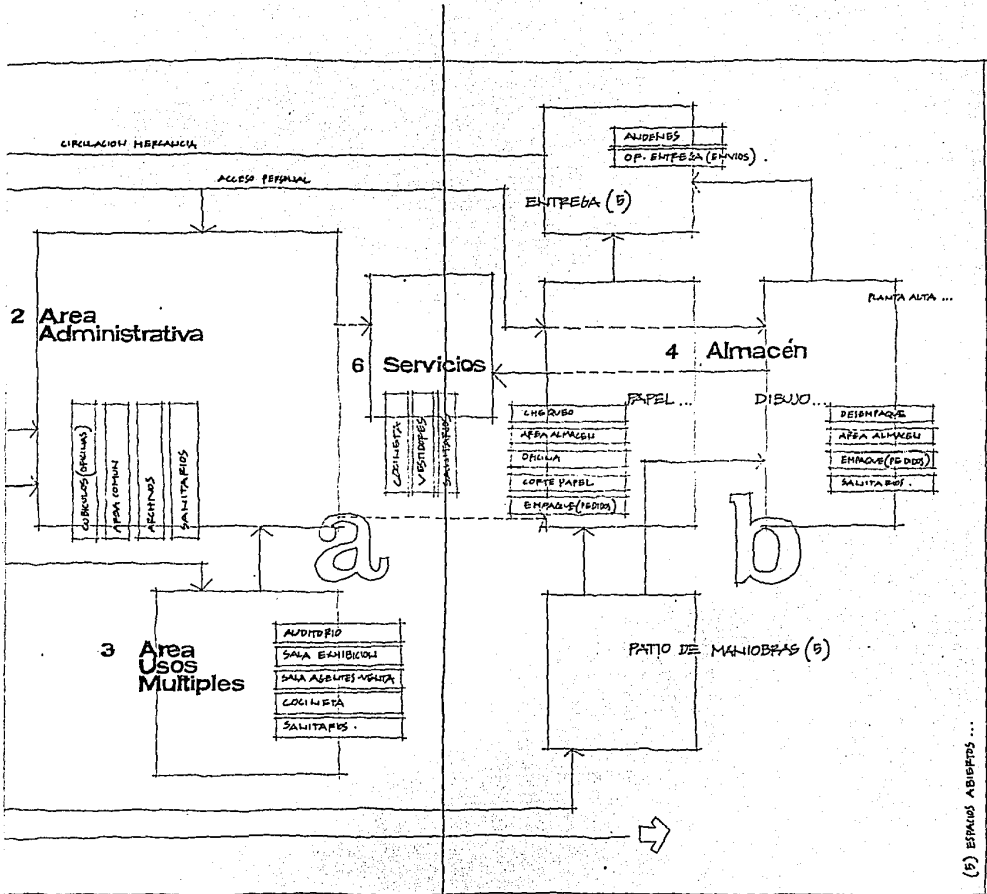 CIRCULACION MERCANCIA
ACCESO PERSONAL
ANDENES
OF. ENTREGA (ENVIOS).
ENTREGA (5)
2 Area
Administrativa
CUBICULOS (OFICINAS)
AREA COMUN
ARCHIVOS
SANITARIOS
6 Servicios
COCINETA
VESTIDORES
SANITARIOS
4 Almacén
PLANTA ALTA ...
PAPEL ...
CHEQUEO
AREA ALMACEN
OFICINA
CORTE PAPEL
EMPAQUE (PEDIDOS)
DIBUJO ...
DESEMPAQUE
AREA ALMACEN
EMPAQUE (PEDIDOS)
SANITARIOS.
a
b
3 Area
Usos
Multiples
AUDITORIO
SALA EXHIBICION
SALA AGENTES-VENTA
COCINETA
SANITARIOS.
PATIO DE MANIOBRAS (5)
(5) ESPACIOS ABIERTOS ...